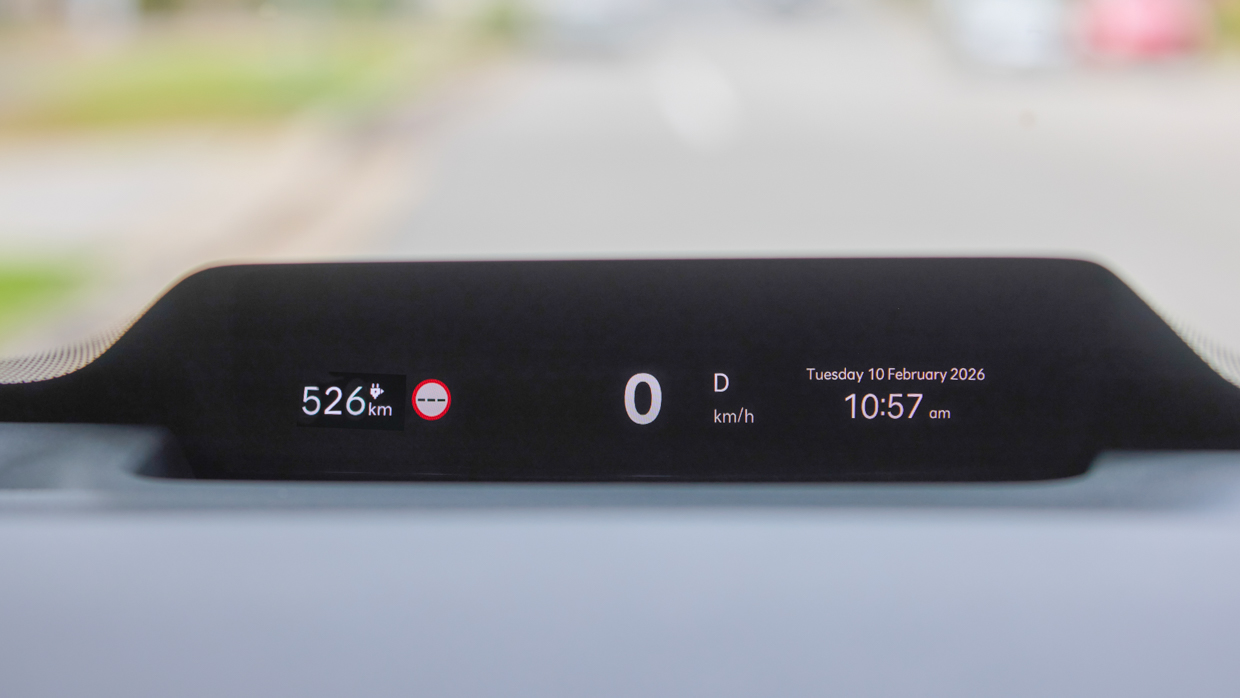 526 km
---
0
D
km/h
Tuesday 10 February 2026
10:57 am